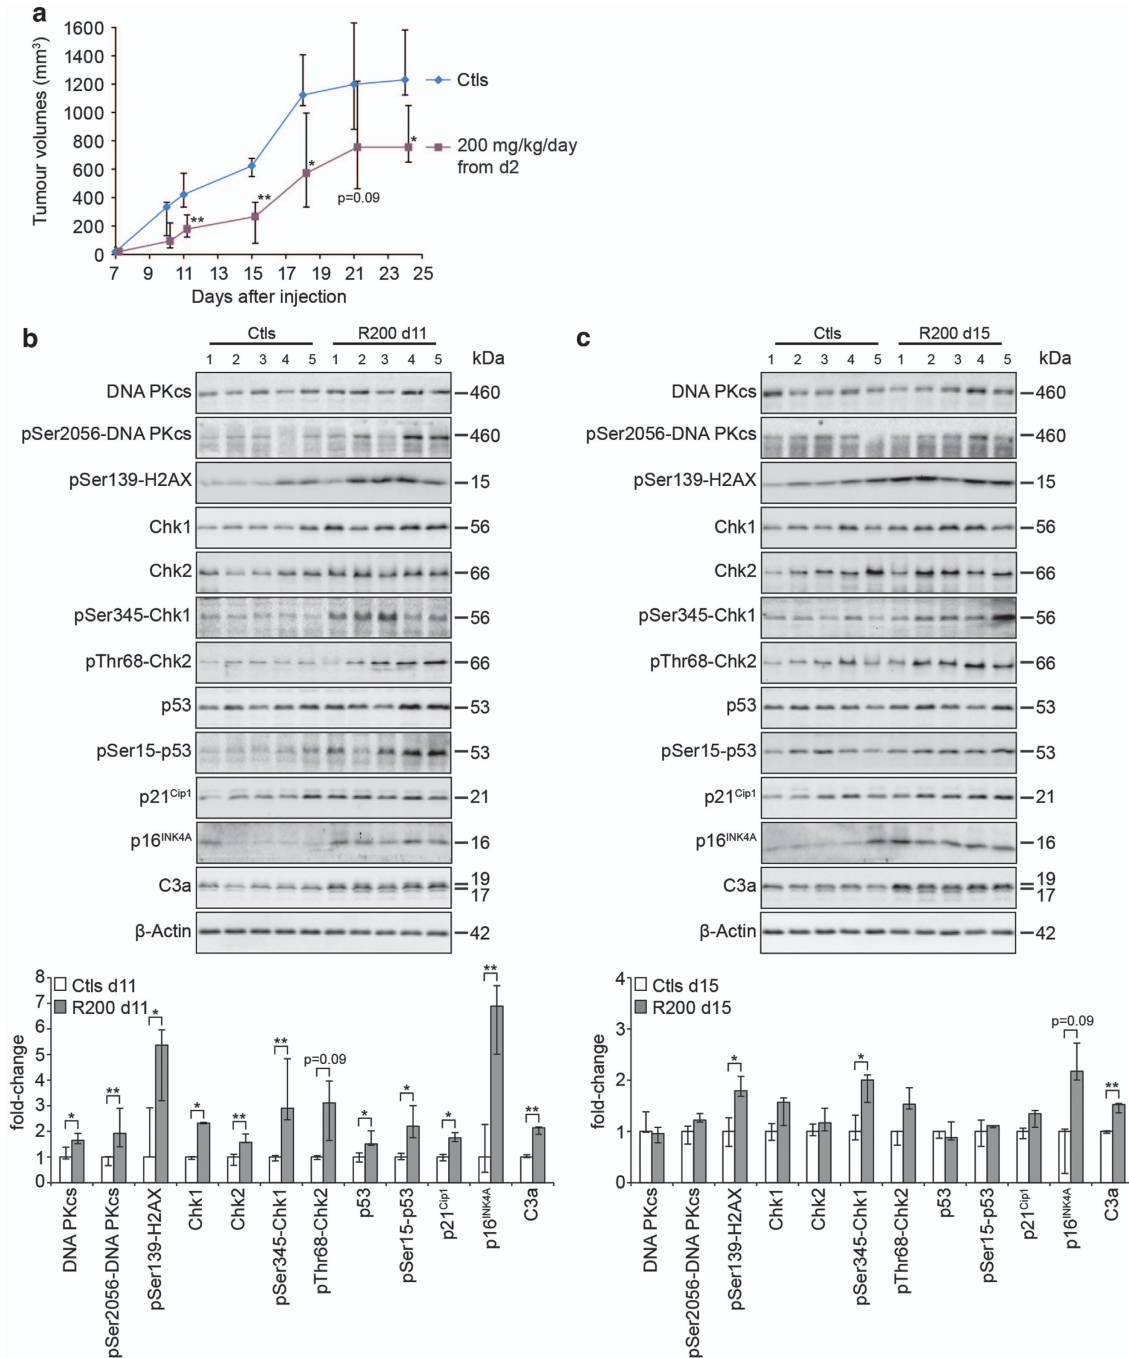 a
1600
1400
1200
1000
800
600
400
200
0
Tumour volumes (mm³)
7 9 11 13 15 17 19 21 23 25
Days after injection
Ctls
200 mg/kg/day
from d2
**
**
*
p=0.09
*
b
Ctls R200 d11
1 2 3 4 5 1 2 3 4 5 kDa
DNA PKcs 460
pSer2056-DNA PKcs 460
pSer139-H2AX 15
Chk1 56
Chk2 66
pSer345-Chk1 56
pThr68-Chk2 66
p53 53
pSer15-p53 53
p21Cip1 21
p16INK4A 16
C3a 19
17
β-Actin 42
8
7
6
5
4
3
2
1
0
fold-change
Ctls d11
R200 d11
* ** * * ** ** p=0.09 * * * ** **
DNA PKcs
pSer2056-DNA PKcs
pSer139-H2AX
Chk1
Chk2
pSer345-Chk1
pThr68-Chk2
p53
pSer15-p53
p21Cip1
p16INK4A
C3a
c
Ctls R200 d15
1 2 3 4 5 1 2 3 4 5 kDa
DNA PKcs 460
pSer2056-DNA PKcs 460
pSer139-H2AX 15
Chk1 56
Chk2 66
pSer345-Chk1 56
pThr68-Chk2 66
p53 53
pSer15-p53 53
p21Cip1 21
p16INK4A 16
C3a 19
17
β-Actin 42
4
3
2
1
0
fold-change
Ctls d15
R200 d15
* * p=0.09 **
DNA PKcs
pSer2056-DNA PKcs
pSer139-H2AX
Chk1
Chk2
pSer345-Chk1
pThr68-Chk2
p53
pSer15-p53
p21Cip1
p16INK4A
C3a